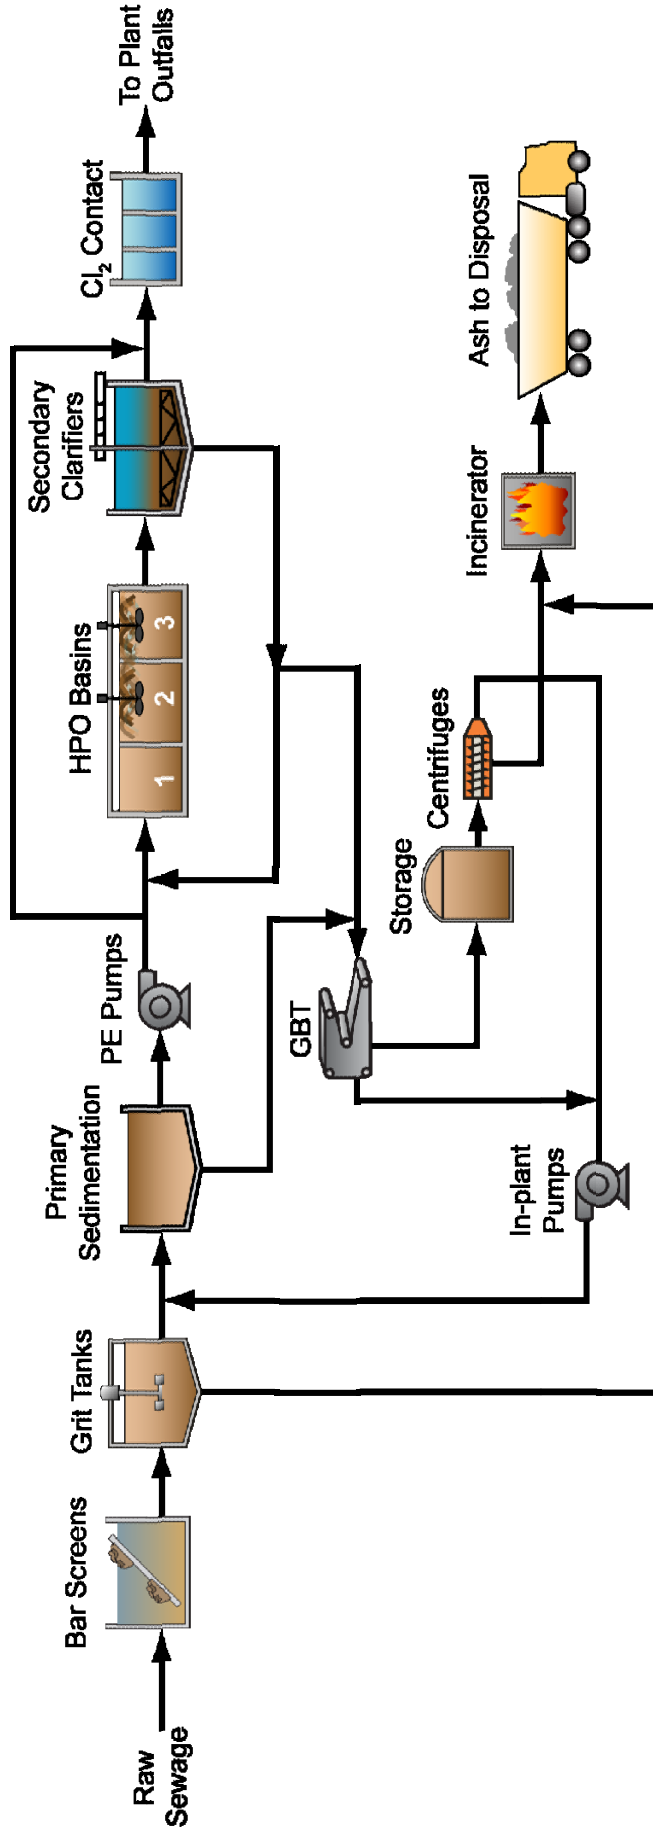 Raw
Sewage
Bar Screens
Grit Tanks
Primary
Sedimentation
PE Pumps
HPO Basins
1
2
3
Secondary
Clarifiers
Cl₂ Contact
To Plant
Outfalls
GBT
In-plant
Pumps
Storage
Centrifuges
Incinerator
Ash to Disposal